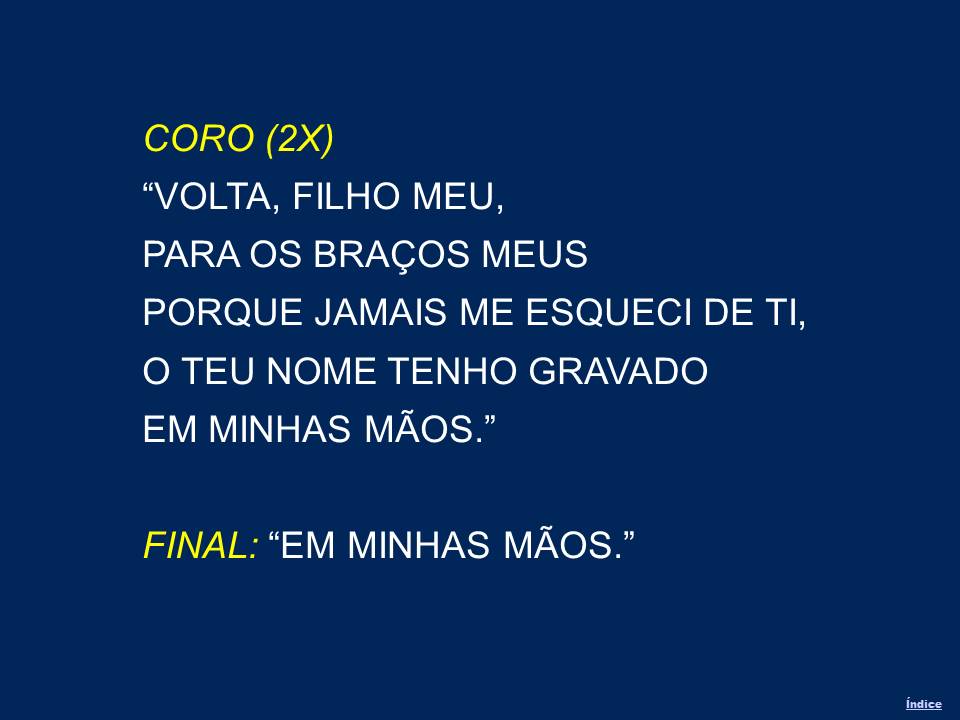 CORO (2X)
“VOLTA, FILHO MEU,
PARA OS BRAÇOS MEUS
PORQUE JAMAIS ME ESQUECI DE TI,
O TEU NOME TENHO GRAVADO
EM MINHAS MÃOS.”
FINAL: “EM MINHAS MÃOS.”
Índice